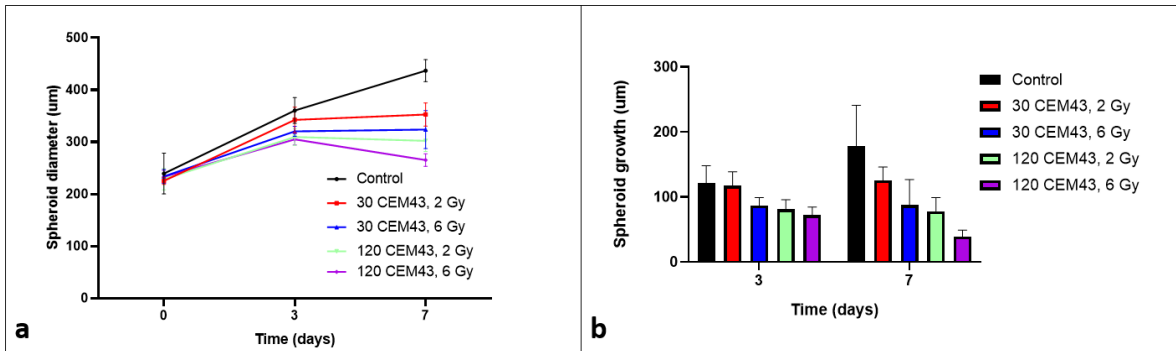 500
400
300
200
100
0
Spheroid diameter (um)
0
3
7
Time (days)
Control
30 CEM43, 2 Gy
30 CEM43, 6 Gy
120 CEM43, 2 Gy
120 CEM43, 6 Gy
a
300
200
100
0
Spheroid growth (um)
3
7
Time (days)
Control
30 CEM43, 2 Gy
30 CEM43, 6 Gy
120 CEM43, 2 Gy
120 CEM43, 6 Gy
b